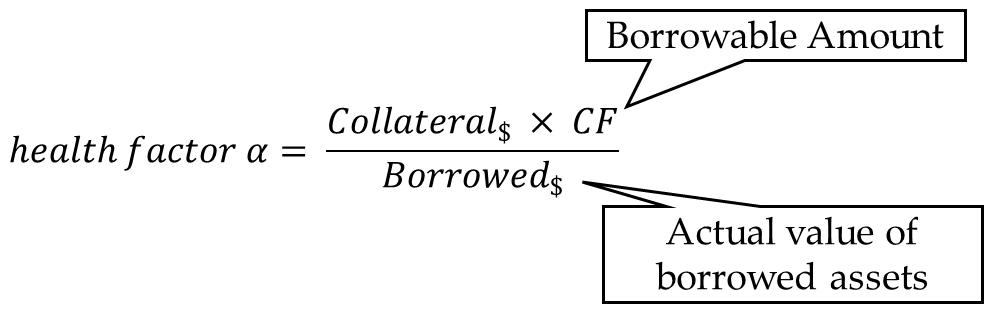 Borrowable Amount
health factor α = Collateral$ × CF
Borrowed$
Actual value of
borrowed assets